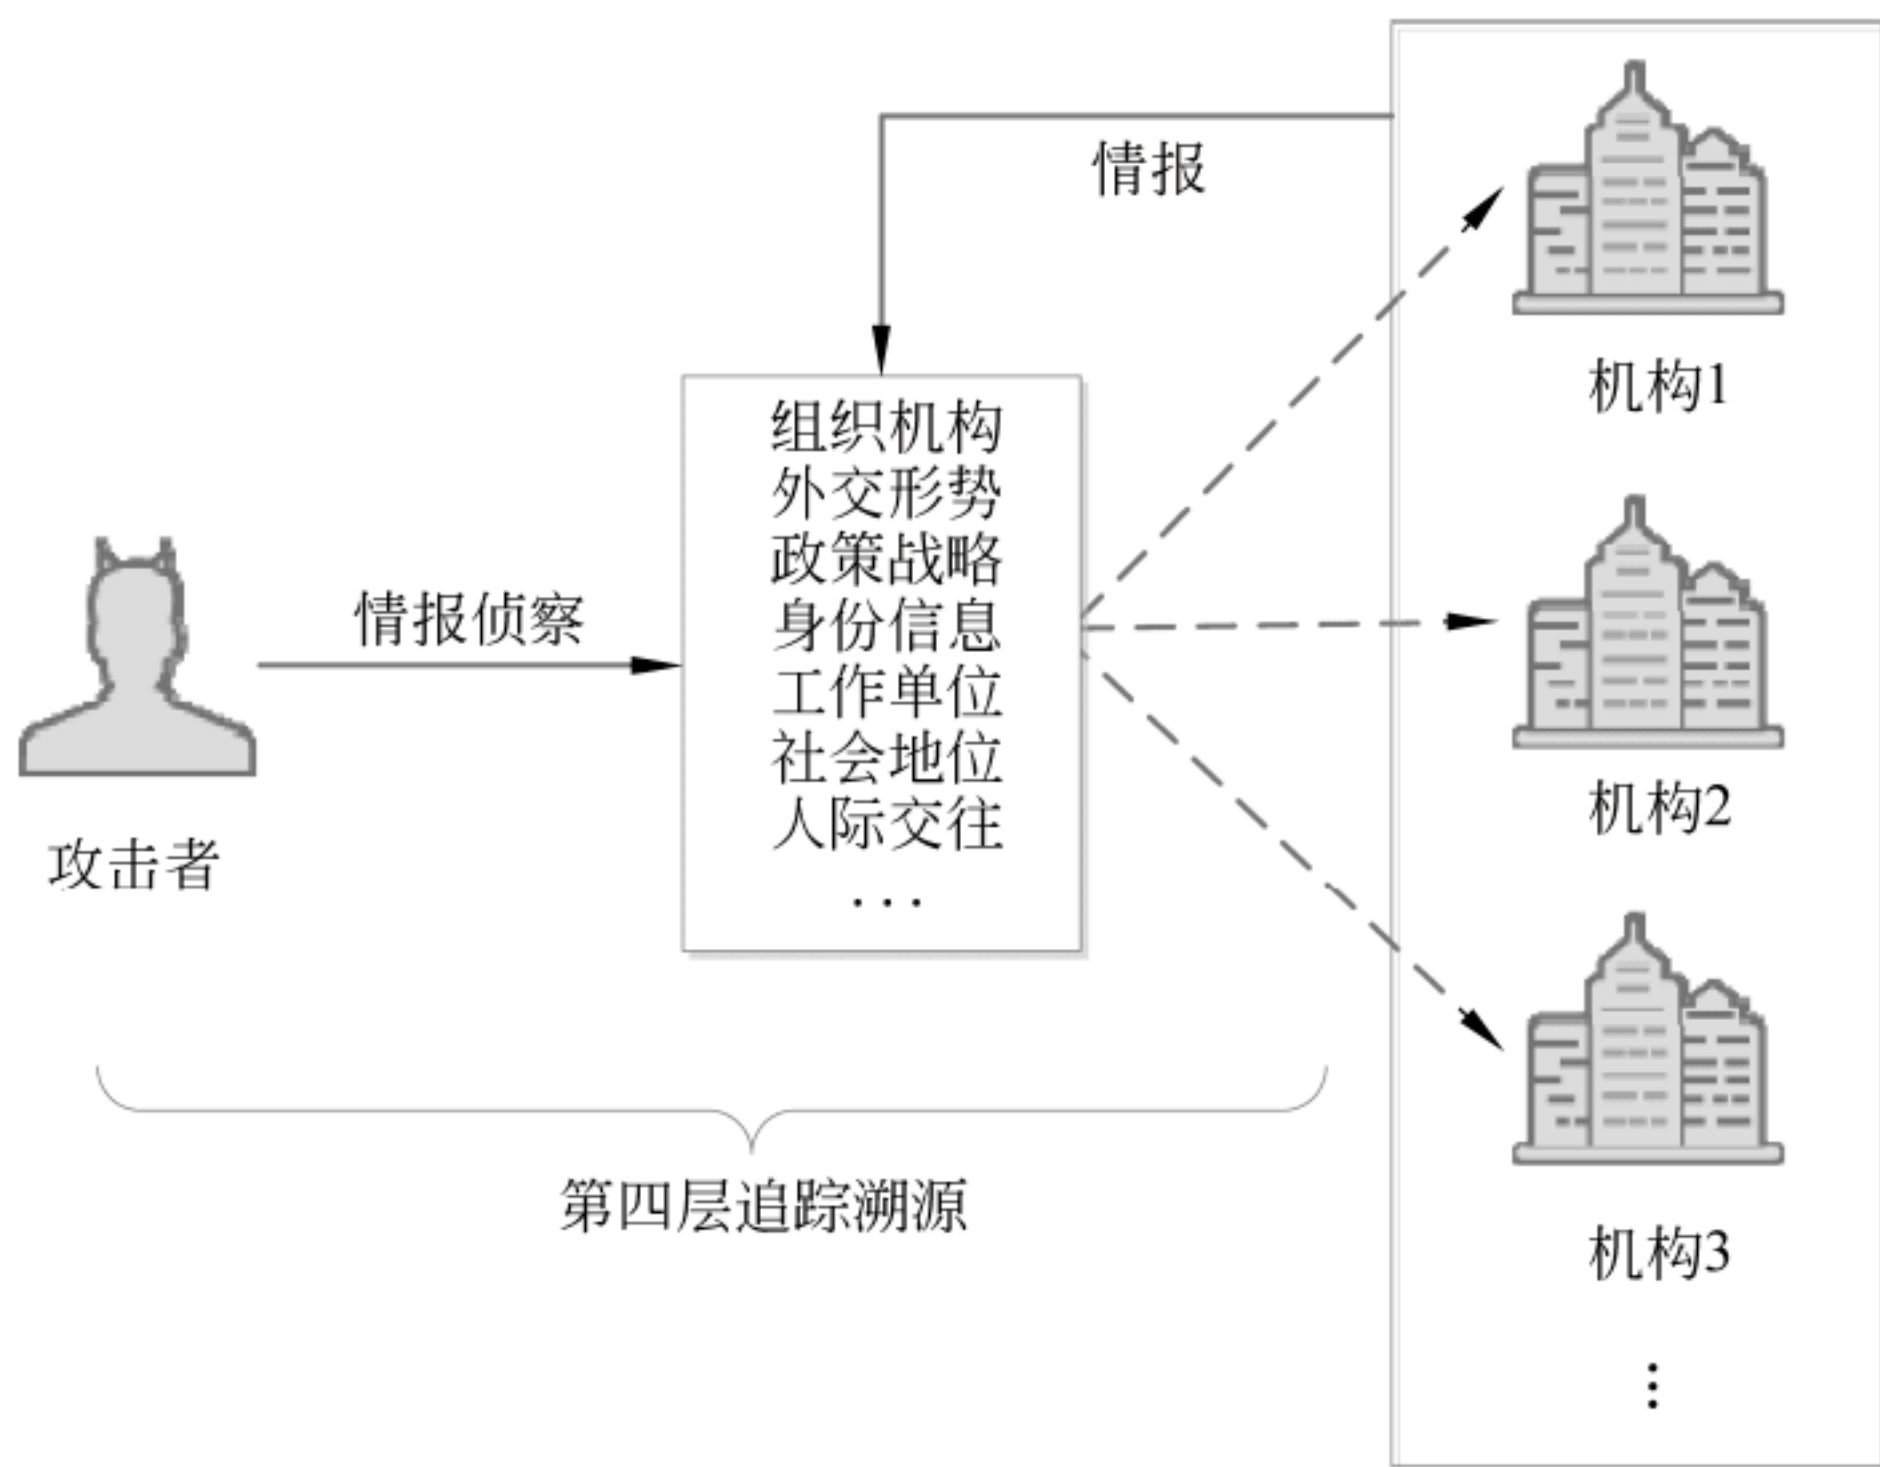 情报
机构1
组织机构
外交形势
政策战略
身份信息
工作单位
社会地位
人际交往
...
情报侦察
攻击者
机构2
机构3
⋮
第四层追踪溯源